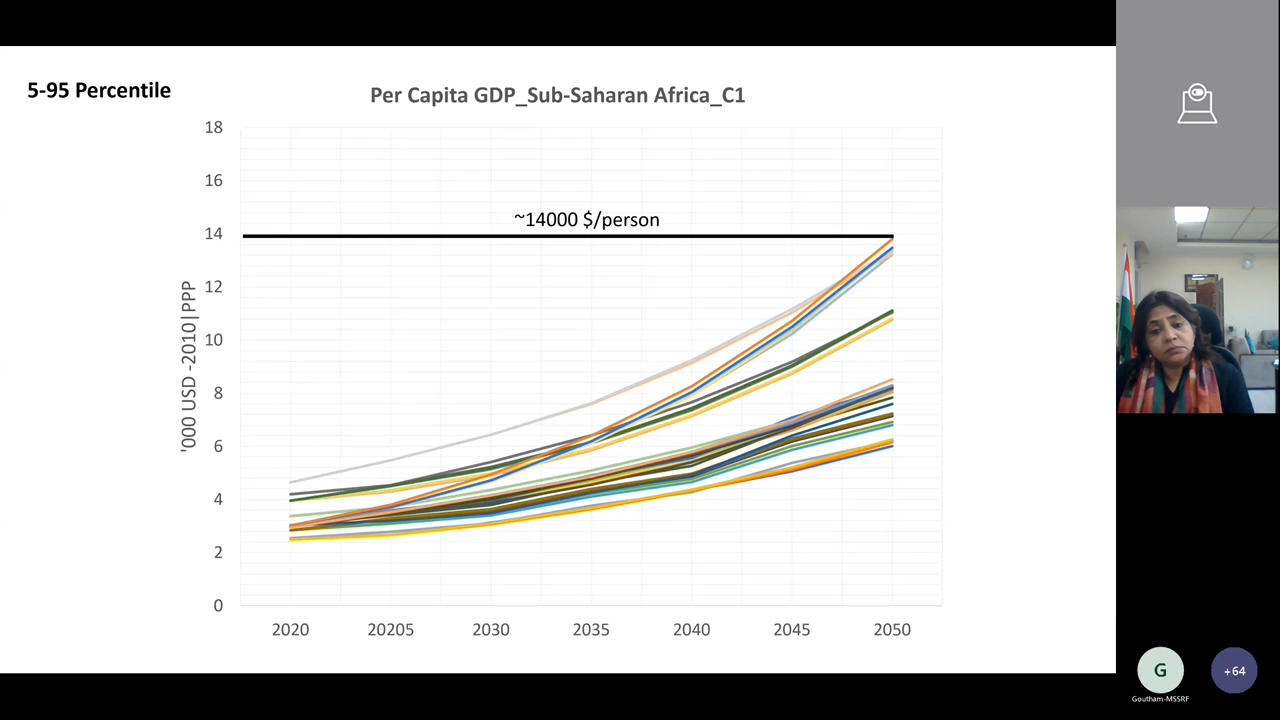 5-95 Percentile
Per Capita GDP_Sub-Saharan Africa_C1
'000 USD -2010|PPP
18
16
14
12
10
8
6
4
2
0
~14000 $/person
2020 20205 2030 2035 2040 2045 2050
G
+64
Goutham-MSSRF